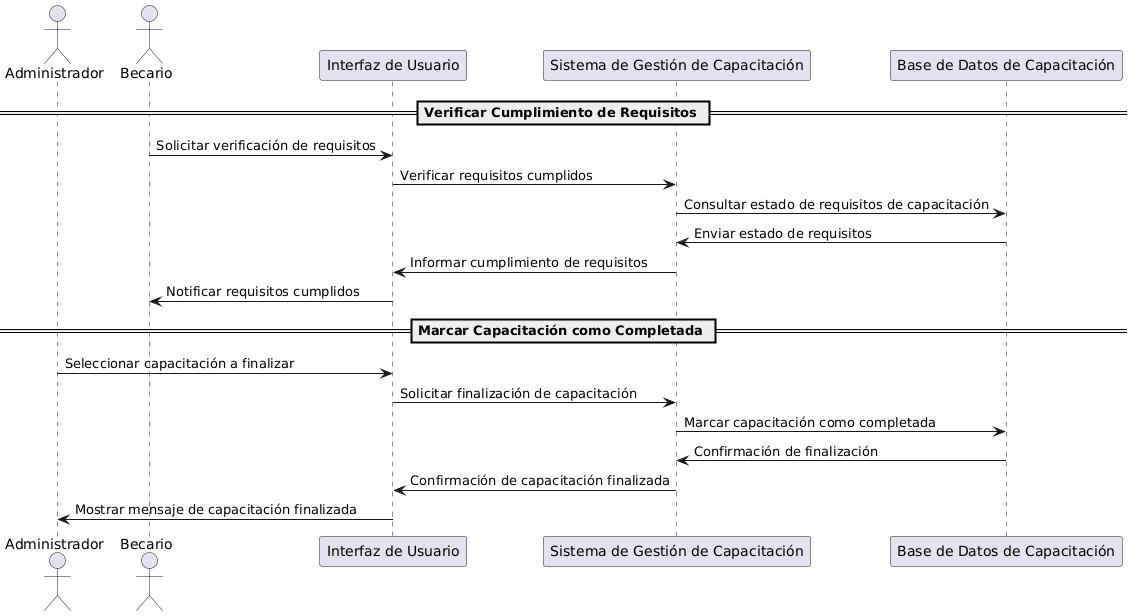 Administrador
Becario
Interfaz de Usuario
Sistema de Gestión de Capacitación
Base de Datos de Capacitación
Verificar Cumplimiento de Requisitos
Solicitar verificación de requisitos
Verificar requisitos cumplidos
Consultar estado de requisitos de capacitación
Enviar estado de requisitos
Informar cumplimiento de requisitos
Notificar requisitos cumplidos
Marcar Capacitación como Completada
Seleccionar capacitación a finalizar
Solicitar finalización de capacitación
Marcar capacitación como completada
Confirmación de finalización
Confirmación de capacitación finalizada
Mostrar mensaje de capacitación finalizada
Administrador
Becario
Interfaz de Usuario
Sistema de Gestión de Capacitación
Base de Datos de Capacitación